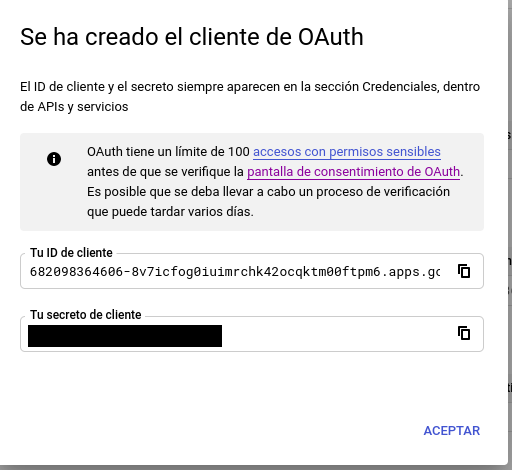 Se ha creado el cliente de OAuth
El ID de cliente y el secreto siempre aparecen en la sección Credenciales, dentro
de APIs y servicios
OAuth tiene un límite de 100 accesos con permisos sensibles
antes de que se verifique la pantalla de consentimiento de OAuth.
Es posible que se deba llevar a cabo un proceso de verificación
que puede tardar varios días.
Tu ID de cliente
682098364606-8v7icfog0iuimrchk42ocqktm00ftpm6.apps.gc
Tu secreto de cliente
ACEPTAR